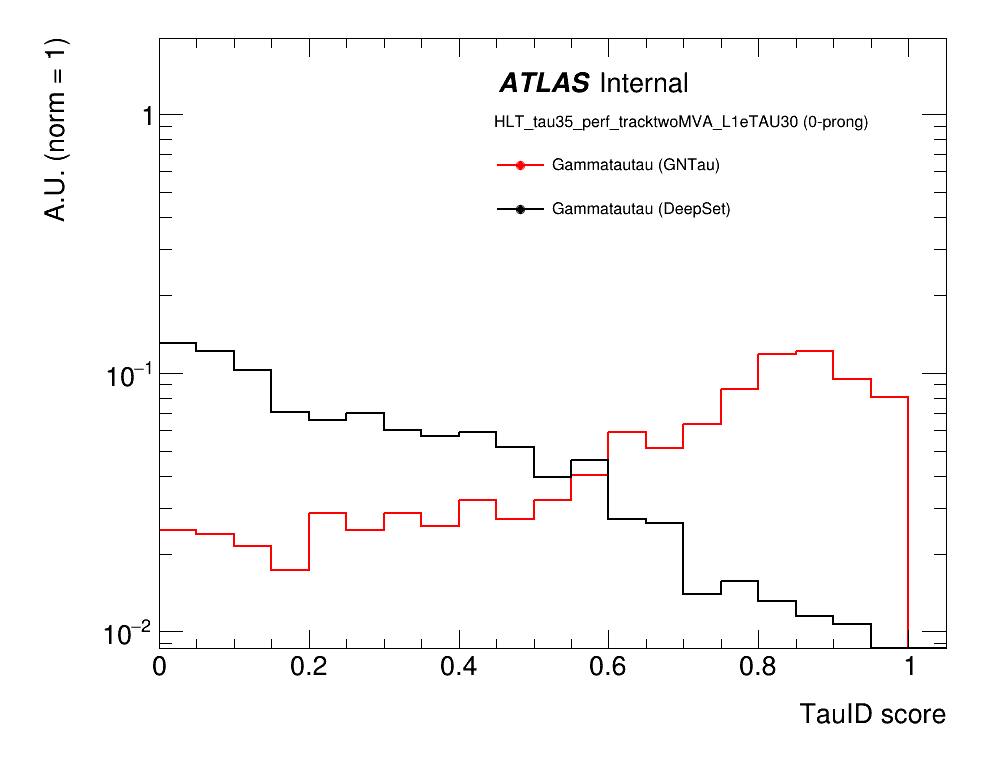 A.U. (norm = 1)
ATLAS Internal
HLT_tau35_perf_tracktwoMVA_L1eTAU30 (0-prong)
Gammatautau (GNTau)
Gammatautau (DeepSet)
1
10⁻¹
10⁻²
0 0.2 0.4 0.6 0.8 1
TauID score